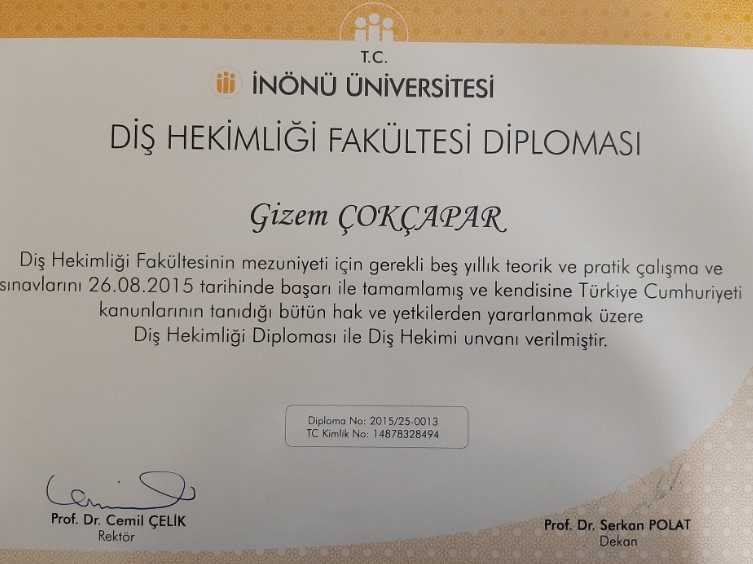 T.C.
İNÖNÜ ÜNİVERSİTESİ
DİŞ HEKİMLİĞİ FAKÜLTESİ DİPLOMASI
Gizem ÇOKÇAPAR
Diş Hekimliği Fakültesinin mezuniyeti için gerekli beş yıllık teorik ve pratik çalışma ve
sınavlarını 26.08.2015 tarihinde başarı ile tamamlamış ve kendisine Türkiye Cumhuriyeti
kanunlarının tanıdığı bütün hak ve yetkilerden yararlanmak üzere
Diş Hekimliği Diploması ile Diş Hekimi unvanı verilmiştir.
Diploma No: 2015/25-0013
TC Kimlik No: 14878328494
Prof. Dr. Cemil ÇELİK
Rektör
Prof. Dr. Serkan POLAT
Dekan